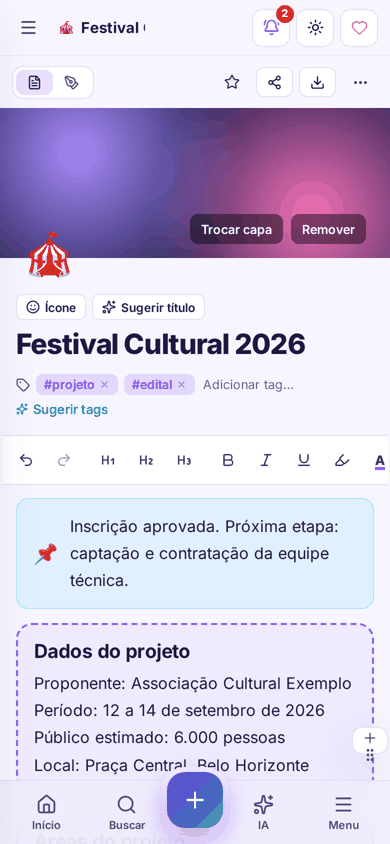 Festival
2
Trocar capa
Remover
Ícone
Sugerir título
Festival Cultural 2026
#projeto ×
#edital ×
Adicionar tag...
Sugerir tags
H1
H2
H3
B
I
U
A
Inscrição aprovada. Próxima etapa:
captação e contratação da equipe
técnica.
Dados do projeto
Proponente: Associação Cultural Exemplo
Período: 12 a 14 de setembro de 2026
Público estimado: 6.000 pessoas
Local: Praça Central, Belo Horizonte
Início
Buscar
IA
Menu